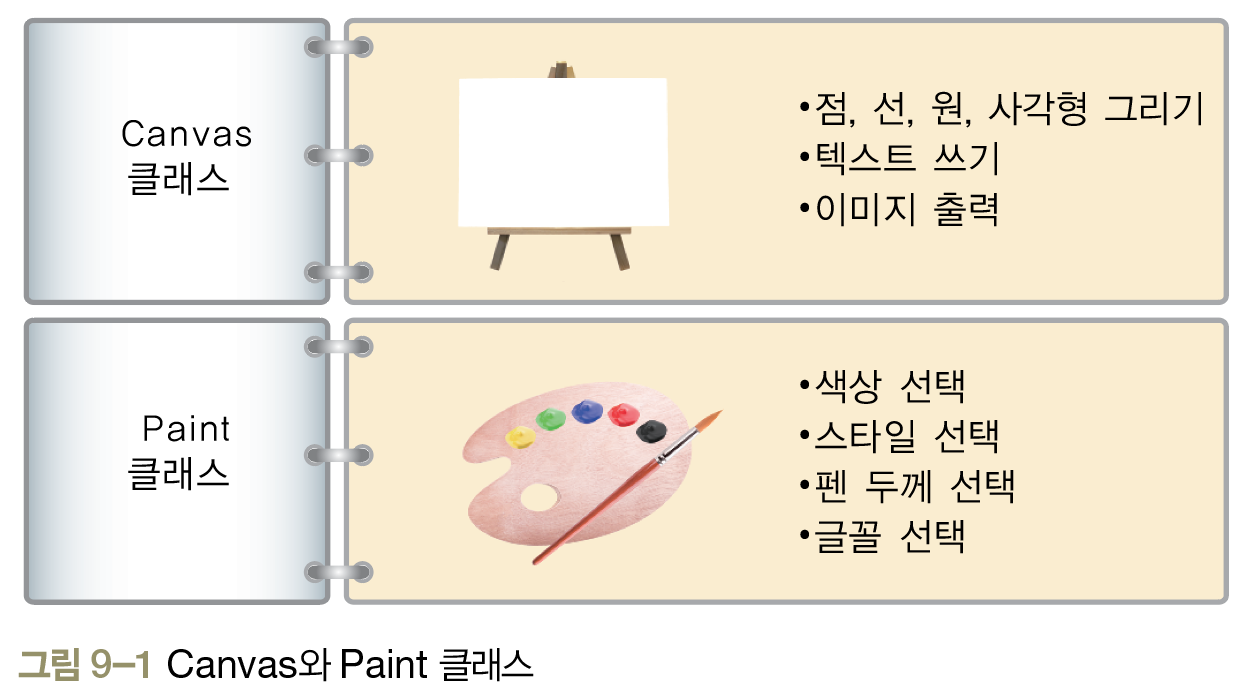 Canvas
클래스
•점, 선, 원, 사각형 그리기
•텍스트 쓰기
•이미지 출력
Paint
클래스
•색상 선택
•스타일 선택
•펜 두께 선택
•글꼴 선택
그림 9-1 Canvas와 Paint 클래스